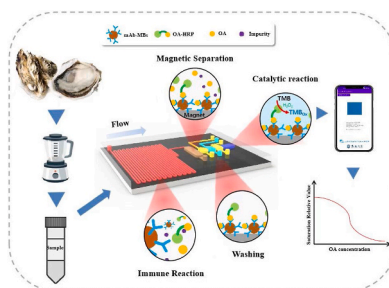 mAb-MBs
OA-HRP
OA
Impurity
Magnetic Separation
Catalytic reaction
Flow
Magnet
TMB
H₂O₂
TMBox
Sample
Immune Reaction
Washing
Saturation Relative Value
OA concentration